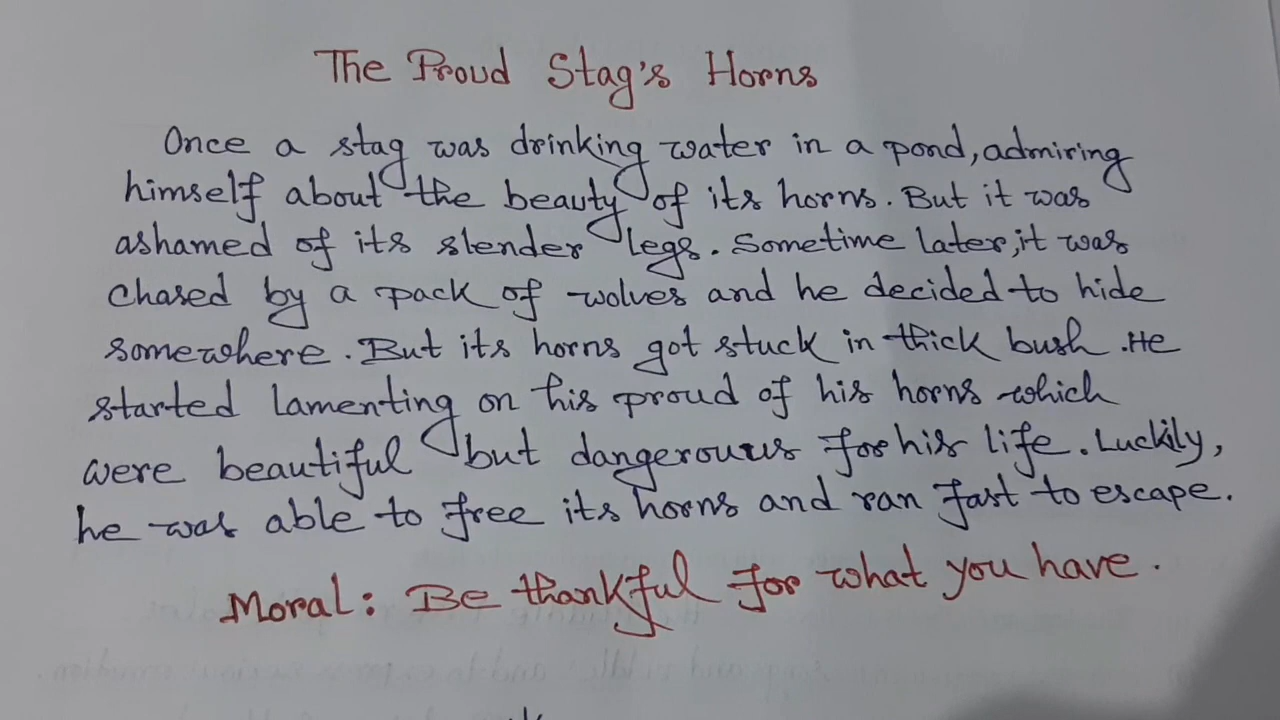 The Proud Stag's Horns
Once a stag was drinking water in a pond, admiring
himself about the beauty of its horns. But it was
ashamed of its slender legs. Sometime later, it was
chased by a pack of wolves and he decided to hide
somewhere. But its horns got stuck in thick bush. He
started lamenting on his proud of his horns which
were beautiful but dangerouus for his life. Luckily,
he was able to free its horns and ran fast to escape.
Moral: Be thankful for what you have.